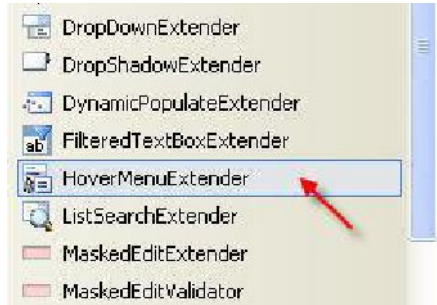 DropDownExtender
DropShadowExtender
DynamicPopulateExtender
FilteredTextBoxExtender
HoverMenuExtender
ListSearchExtender
MaskedEditExtender
MaskedEditValidator